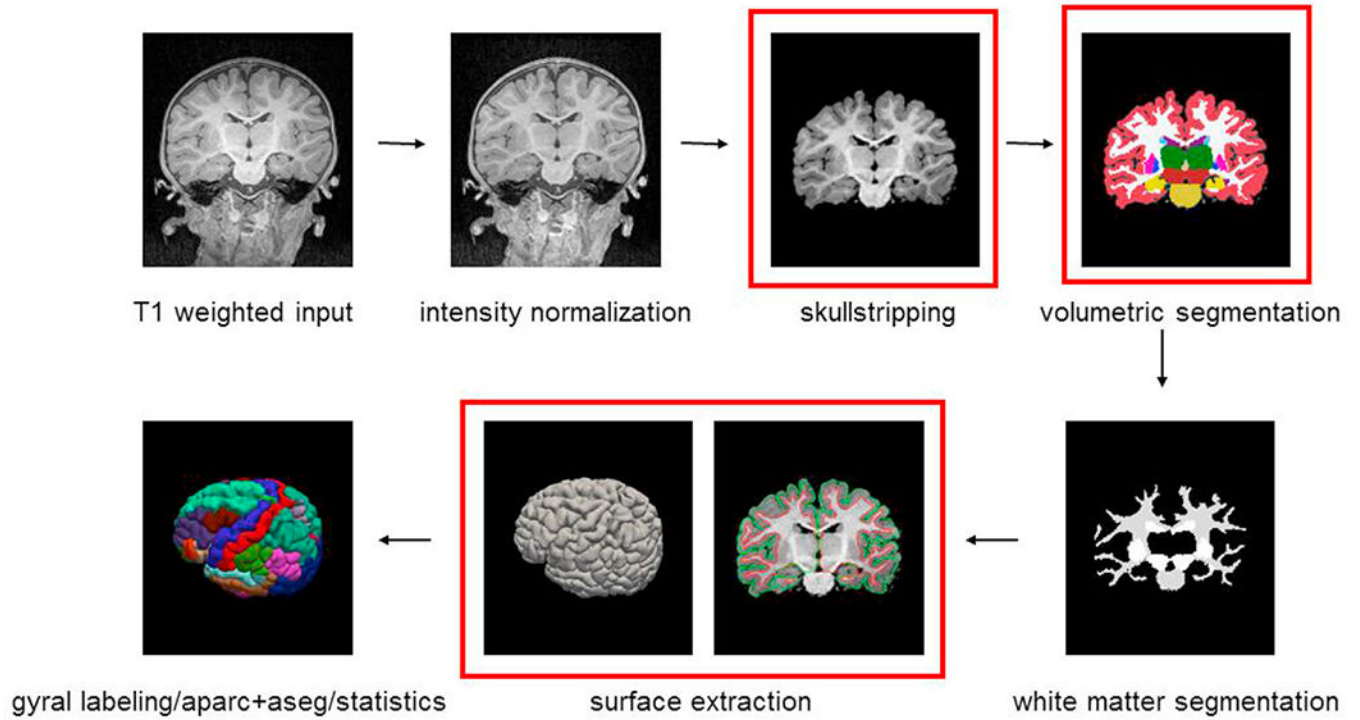 T1 weighted input
intensity normalization
skullstripping
volumetric segmentation
gyral labeling/aparc+aseg/statistics
surface extraction
white matter segmentation